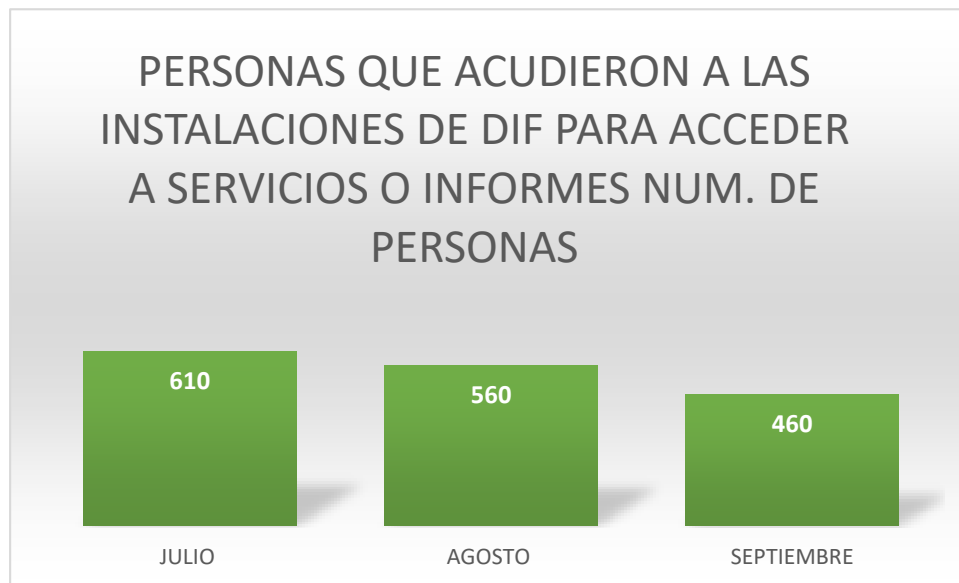 PERSONAS QUE ACUDIERON A LAS
INSTALACIONES DE DIF PARA ACCEDER
A SERVICIOS O INFORMES NUM. DE
PERSONAS
610
560
460
JULIO
AGOSTO
SEPTIEMBRE